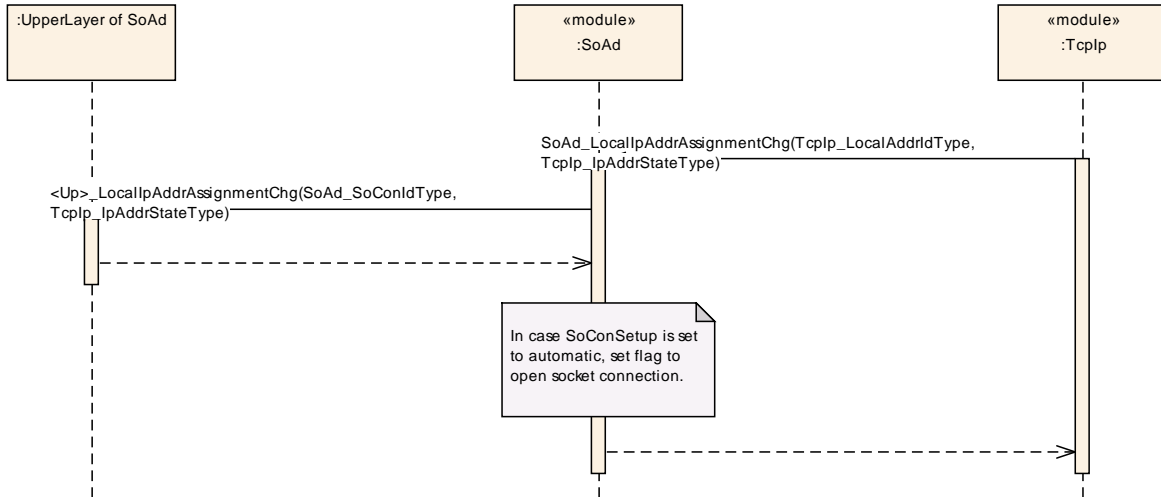 :UpperLayer of SoAd
«module»
:SoAd
«module»
:TcpIp
SoAd_LocalIpAddrAssignmentChg(TcpIp_LocalAddrIdType,
TcpIp_IpAddrStateType)
<Up>_LocalIpAddrAssignmentChg(SoAd_SoConIdType,
TcpIp_IpAddrStateType)
In case SoConSetup is set
to automatic, set flag to
open socket connection.